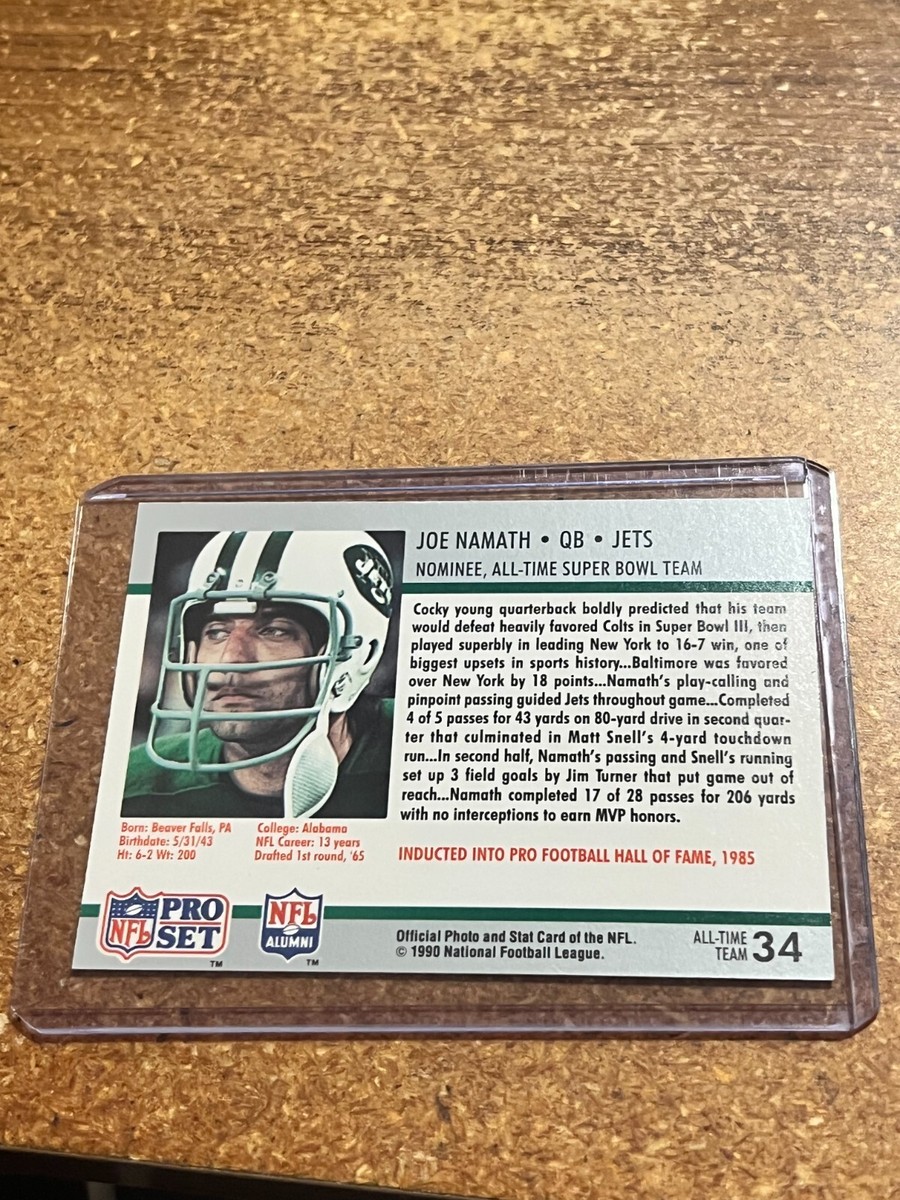 JOE NAMATH • QB • JETS
NOMINEE, ALL-TIME SUPER BOWL TEAM
JETS
Cocky young quarterback boldly predicted that his team
would defeat heavily favored Colts in Super Bowl III, then
played superbly in leading New York to 16-7 win, one of
biggest upsets in sports history...Baltimore was favored
over New York by 18 points...Namath's play-calling and
pinpoint passing guided Jets throughout game...Completed
4 of 5 passes for 43 yards on 80-yard drive in second quar-
ter that culminated in Matt Snell's 4-yard touchdown
run...In second half, Namath's passing and Snell's running
set up 3 field goals by Jim Turner that put game out of
reach...Namath completed 17 of 28 passes for 206 yards
with no interceptions to earn MVP honors.
Born: Beaver Falls, PA
Birthdate: 5/31/43
Ht: 6-2 Wt: 200
College: Alabama
NFL Career: 13 years
Drafted 1st round, '65
INDUCTED INTO PRO FOOTBALL HALL OF FAME, 1985
NFL PRO SET TM
NFL ALUMNI TM
Official Photo and Stat Card of the NFL.
© 1990 National Football League.
ALL-TIME
TEAM 34